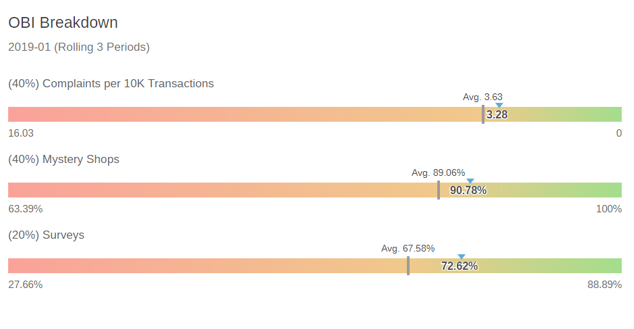 OBI Breakdown
2019-01 (Rolling 3 Periods)
(40%) Complaints per 10K Transactions
Avg. 3.63
3.28
16.03 0
(40%) Mystery Shops
Avg. 89.06%
90.78%
63.39% 100%
(20%) Surveys
Avg. 67.58%
72.62%
27.66% 88.89%